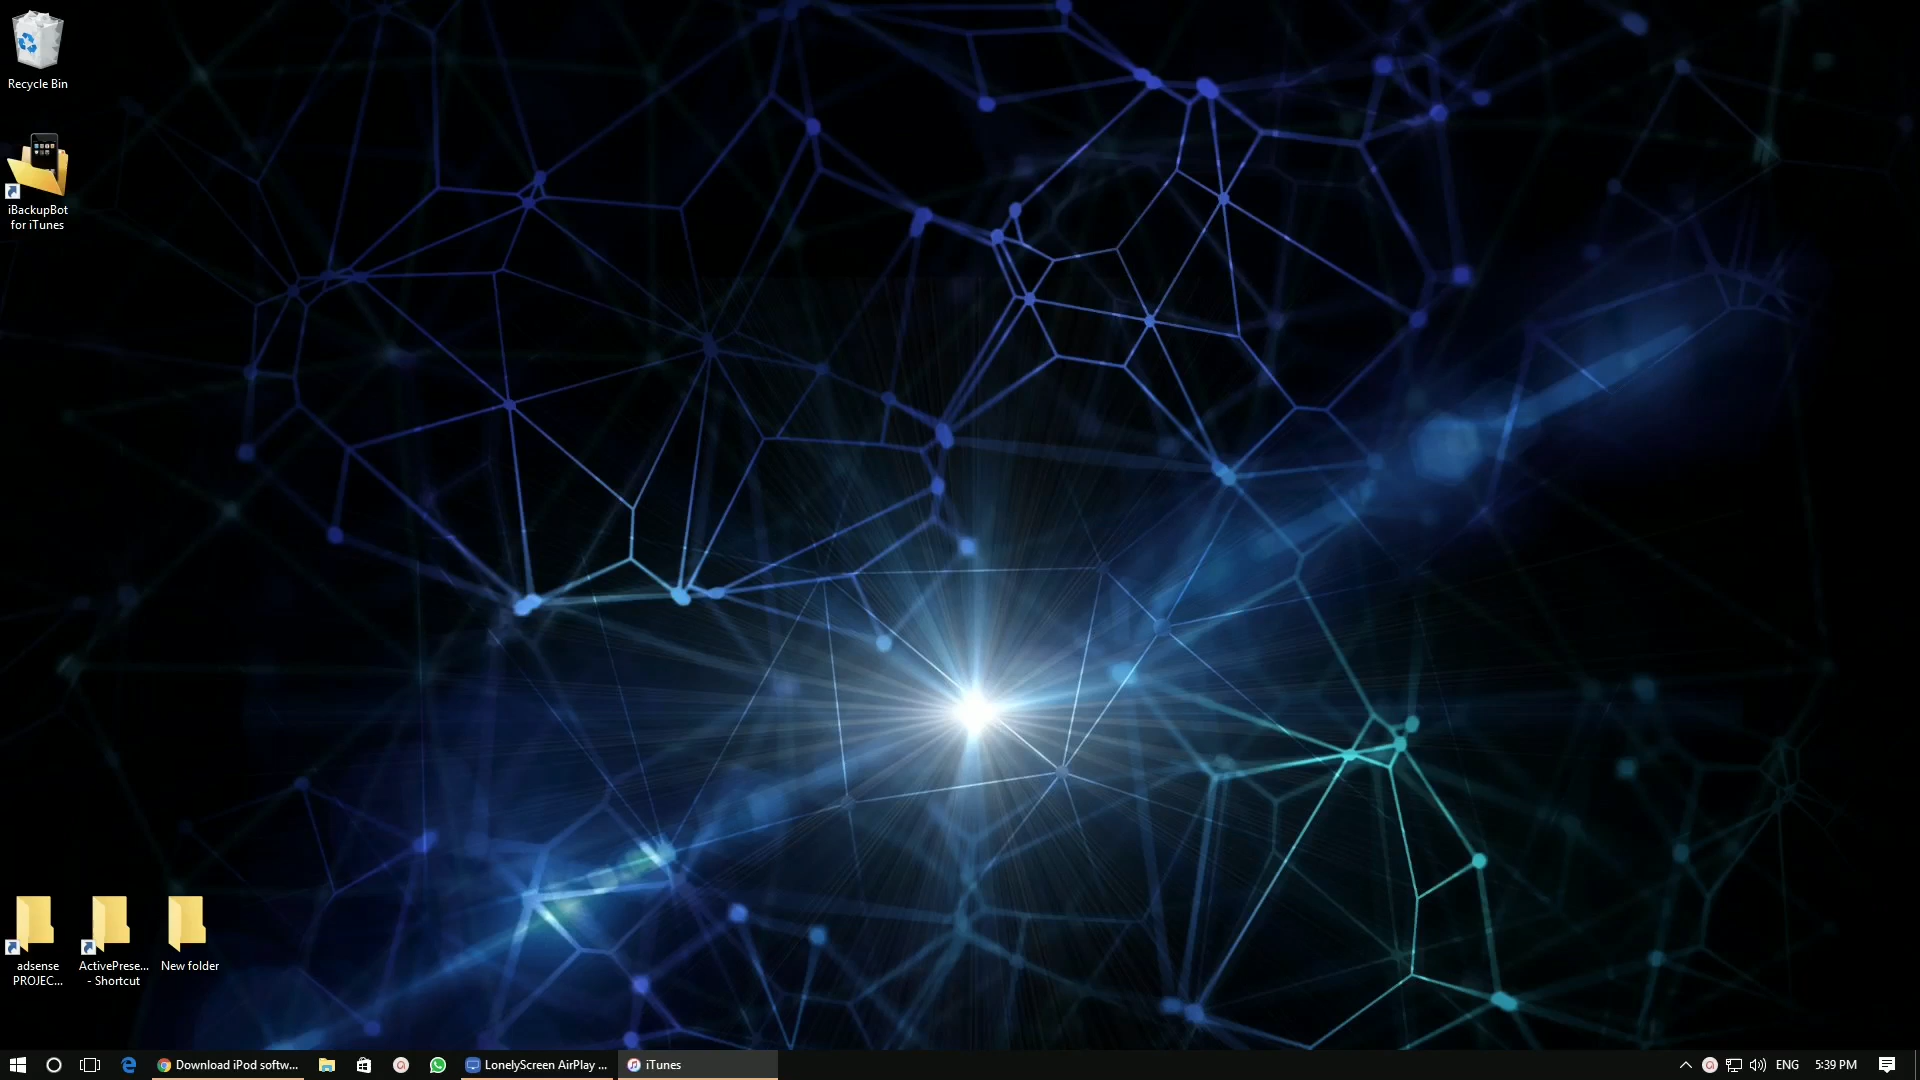 Recycle Bin
iBackupBot
for iTunes
adsense
PROJEC...
ActivePrese...
- Shortcut
New folder
Download iPod softw...
LonelyScreen AirPlay ...
iTunes
ENG
5:39 PM